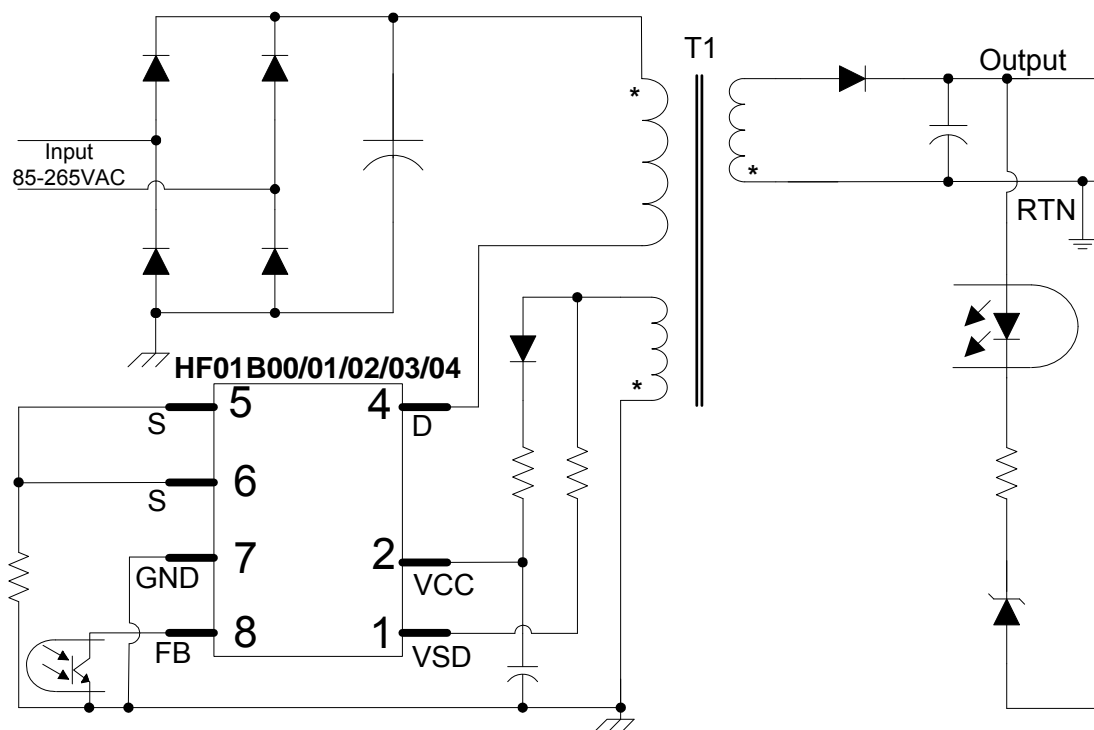 T1
Output
*
Input
85-265VAC
*
RTN
*
HF01B00/01/02/03/04
5
4
S
D
6
S
7
2
GND
VCC
8
1
FB
VSD